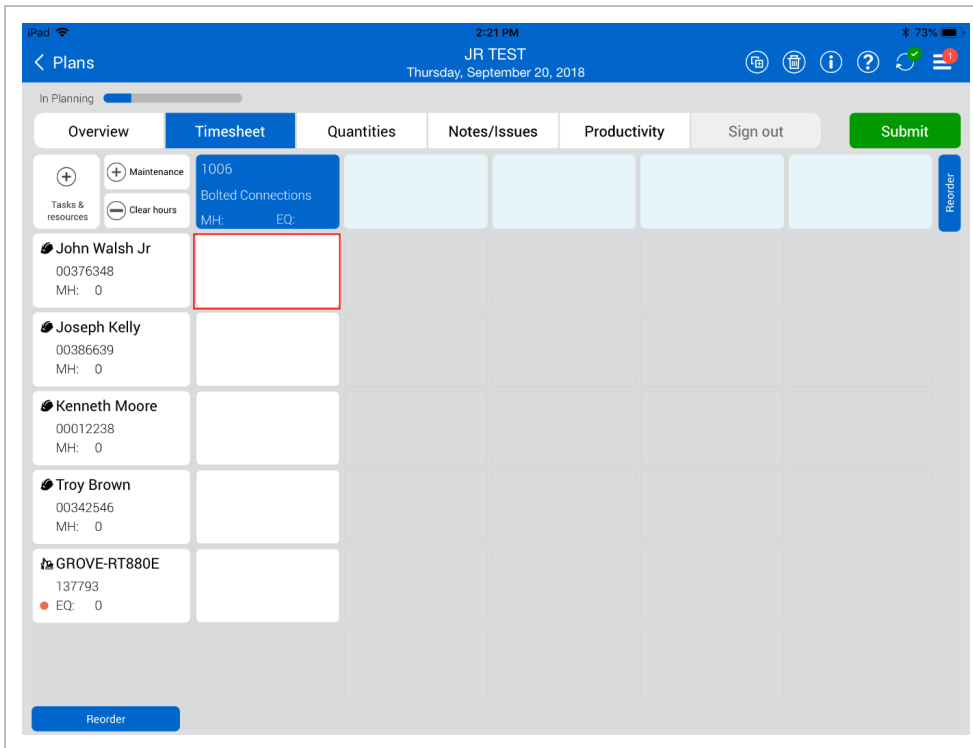 iPad 2:21 PM 73%
Plans
JR TEST
Thursday, September 20, 2018
1
In Planning
Overview Timesheet Quantities Notes/Issues Productivity Sign out Submit
Tasks & resources
Maintenance
Clear hours
1006
Bolted Connections
MH: EQ:
Reorder
John Walsh Jr
00376348
MH: 0
Joseph Kelly
00386639
MH: 0
Kenneth Moore
00012238
MH: 0
Troy Brown
00342546
MH: 0
GROVE-RT880E
137793
EQ: 0
Reorder